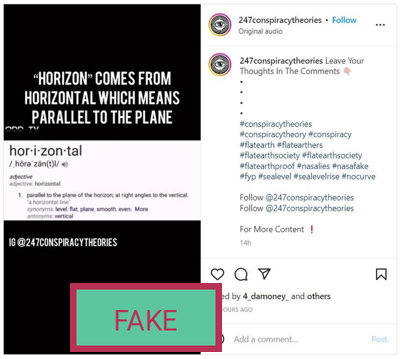 247conspiracytheories • Follow
Original audio
"HORIZON" COMES FROM
HORIZONTAL WHICH MEANS
PARALLEL TO THE PLANE
hor·i·zon·tal
/ˌhôrəˈzän(t)l/
adjective
adjective: horizontal
1. parallel to the plane of the horizon; at right angles to the vertical.
"a horizontal line"
synonyms: level, flat, plane, smooth, even, More
antonyms: vertical
IG @247CONSPIRACYTHEORIES
FAKE
247conspiracytheories Leave Your
Thoughts In The Comments 👇🏻
•
•
•
•
#conspiracytheories
#conspiracytheory #conspiracy
#flatearth #flatearthers
#flatearthsociety #flatearthsociety
#flatearthproof #nasalies #nasafake
#fyp #sealevel #sealevelrise #nocurve
Follow @247conspiracytheories
Follow @247conspiracytheories
For More Content ❗
14h
by 4_damoney_ and others
HOURS AGO
Add a comment...
Post